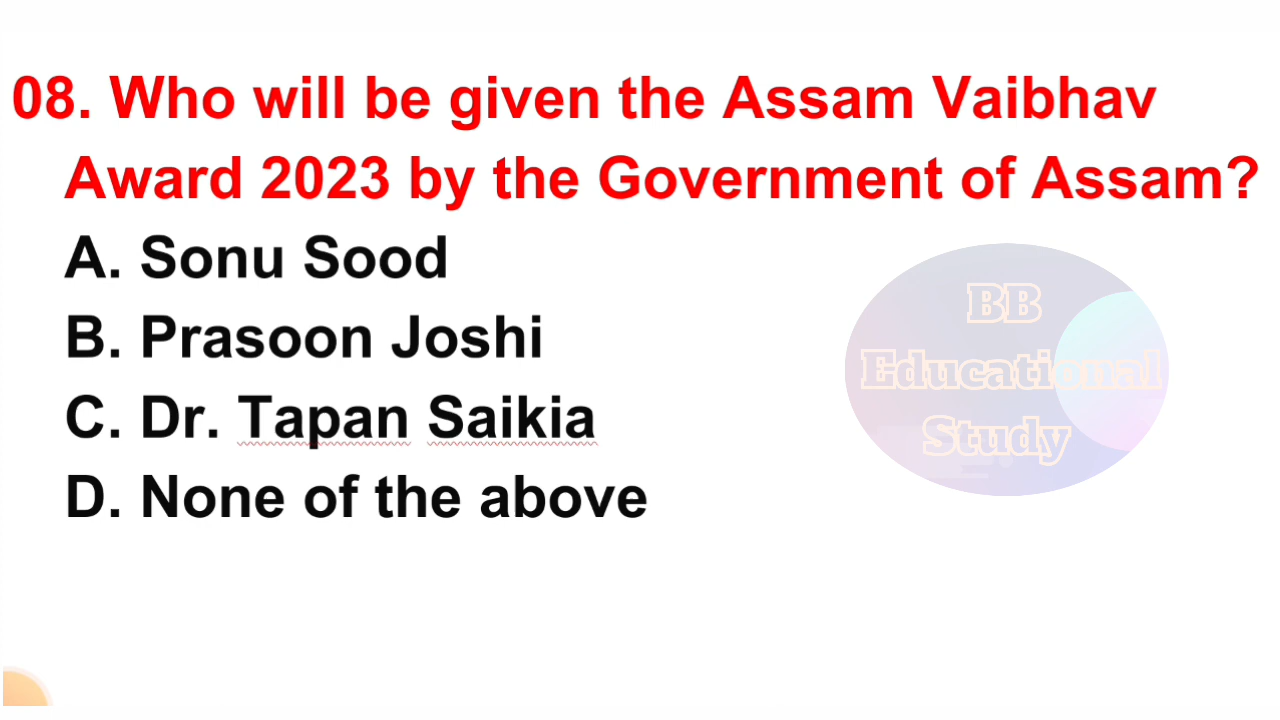 08. Who will be given the Assam Vaibhav
Award 2023 by the Government of Assam?
A. Sonu Sood
B. Prasoon Joshi
C. Dr. Tapan Saikia
D. None of the above
BB
Educational
Study